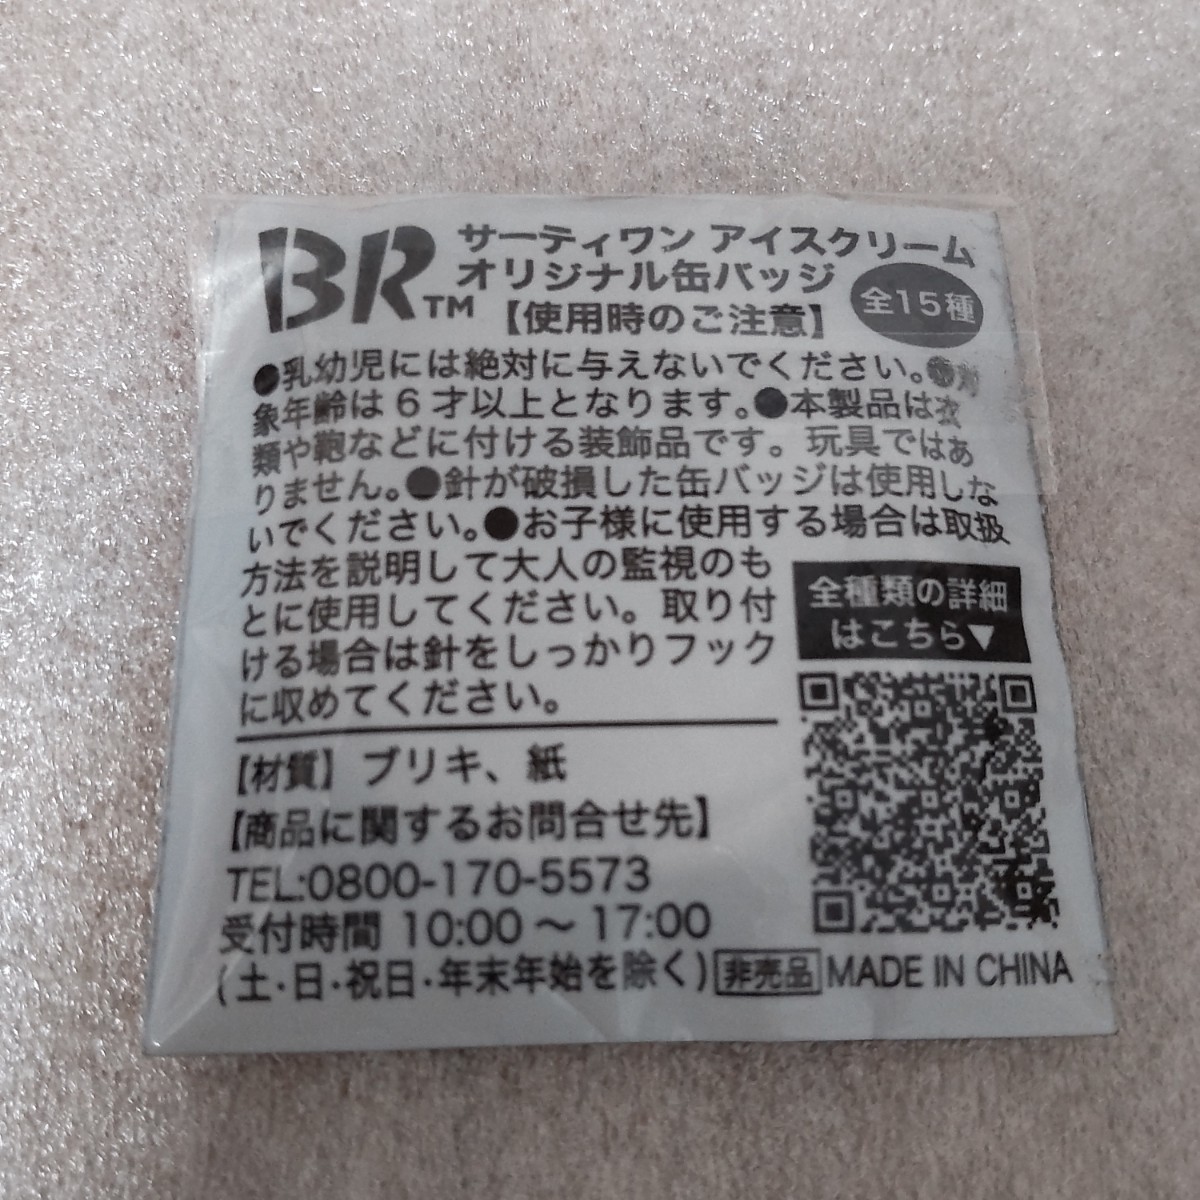 BR™ サーティワン アイスクリーム
オリジナル缶バッジ
全15種
【使用時のご注意】
●乳幼児には絶対に与えないでください。●対
象年齢は6才以上となります。●本製品は衣
類や鞄などに付ける装飾品です。玩具ではあ
りません。●針が破損した缶バッジは使用しな
いでください。●お子様に使用する場合は取扱
方法を説明して大人の監視のも
とに使用してください。取り付
ける場合は針をしっかりフック
に収めてください。
全種類の詳細
はこちら▼
【材質】ブリキ、紙
【商品に関するお問合せ先】
TEL:0800-170-5573
受付時間 10:00～17:00
(土・日・祝日・年末年始を除く) 非売品 MADE IN CHINA